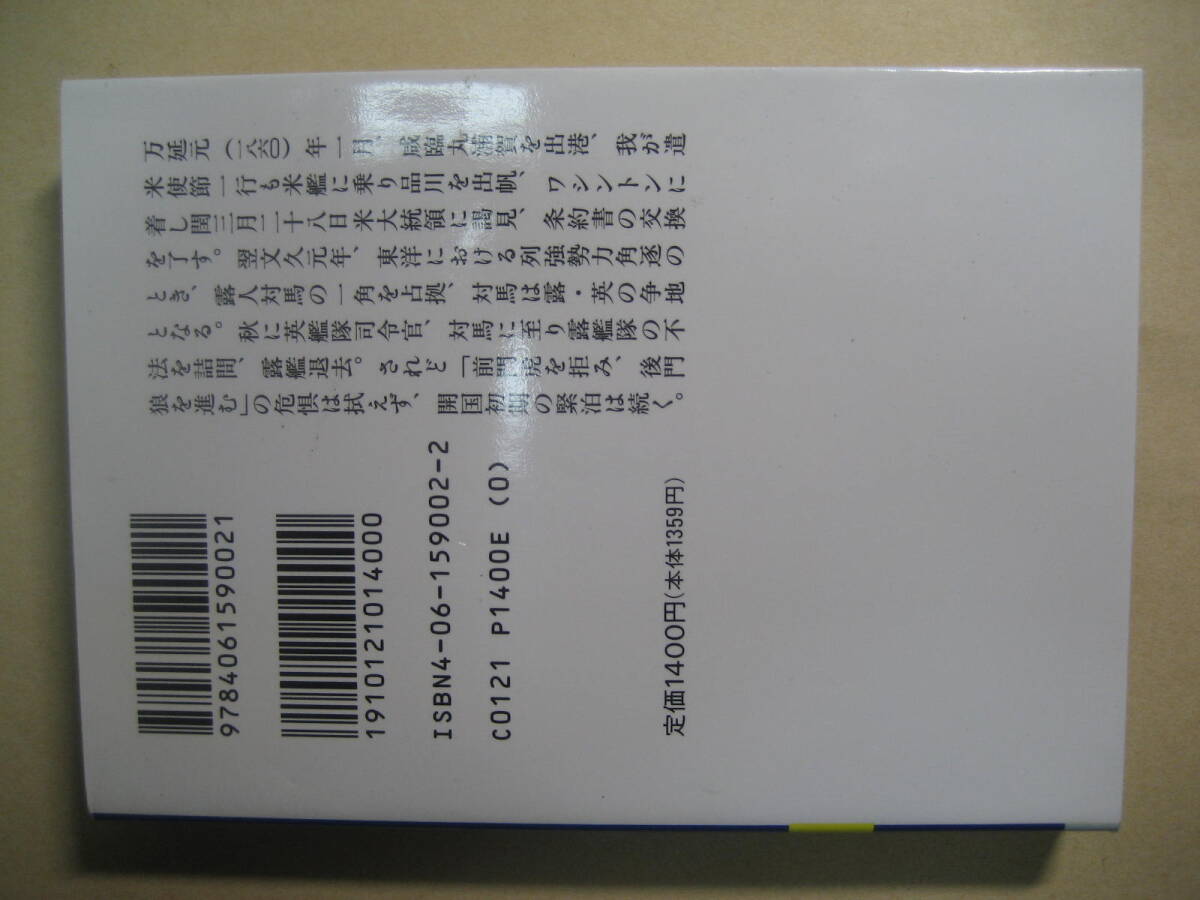 万延元(一八六〇)年一月、咸臨丸浦賀を出港、我が遣
米使節一行も米艦に乗り品川を出帆、ワシントンに
着し閏三月二十八日米大統領に謁見、条約書の交換
を了す。翌文久元年、東洋における列強勢力角逐の
とき、露人対馬の一角を占拠、対馬は露・英の争地
となる。秋に英艦隊司令官、対馬に至り露艦隊の不
法を詰問、露艦退去。されど「前門虎を拒み、後門
狼を進む」の危惧は拭えず、開国初期の緊泊は続く。
9784061590021
1910121014000
ISBN4-06-159002-2
C0121 P1400E (0)
定価1400円(本体1359円)